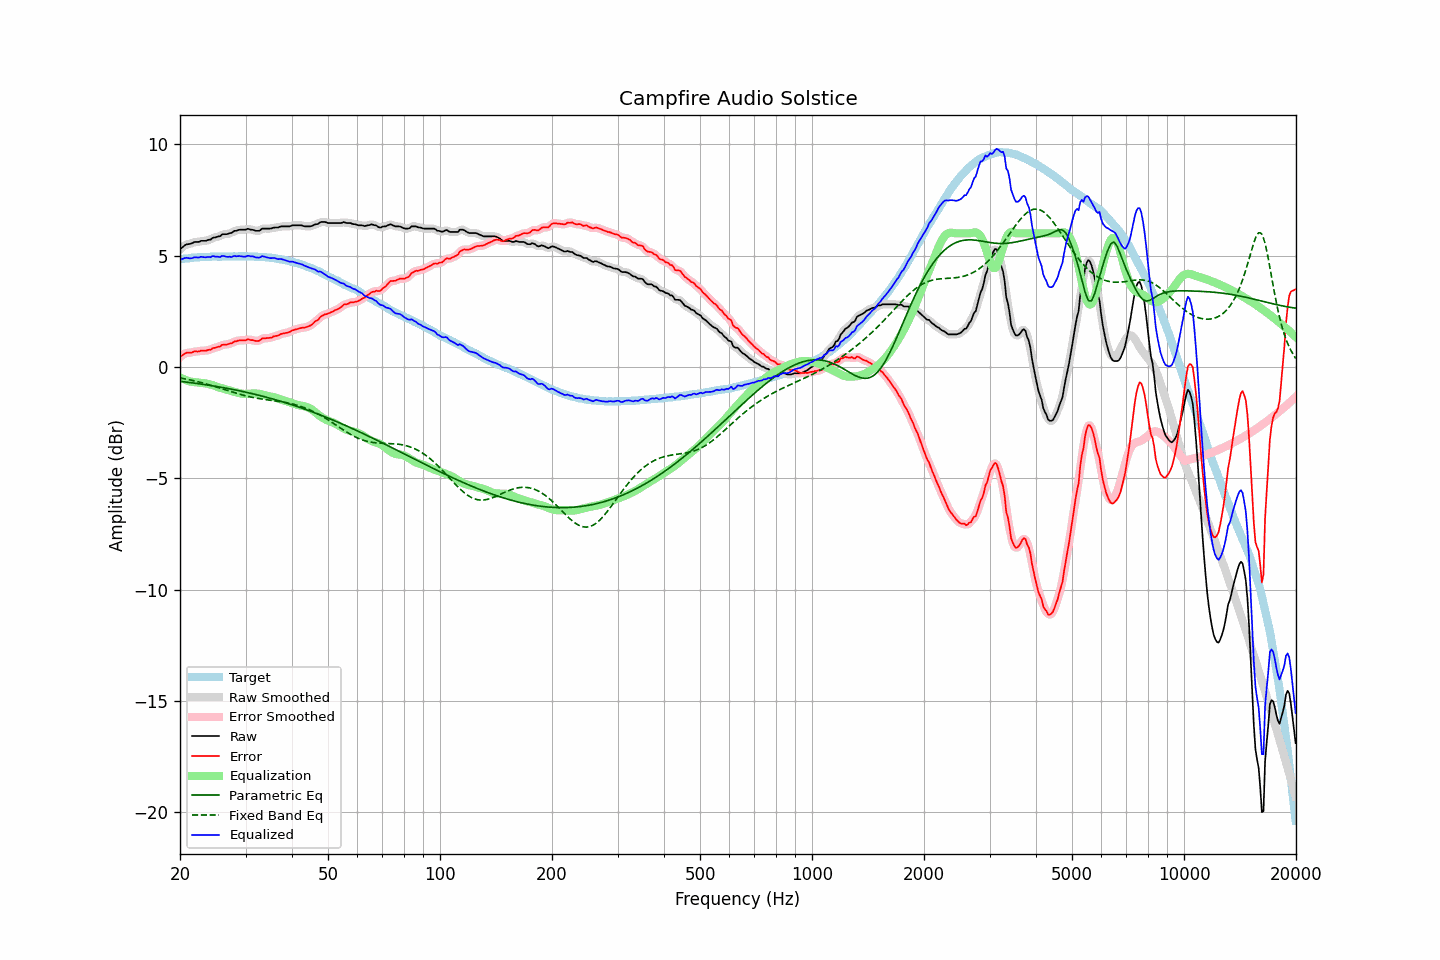 Campfire Audio Solstice
Amplitude (dBr)
10
5
0
−5
−10
−15
−20
Target
Raw Smoothed
Error Smoothed
Raw
Error
Equalization
Parametric Eq
Fixed Band Eq
Equalized
20 50 100 200 500 1000 2000 5000 10000 20000
Frequency (Hz)